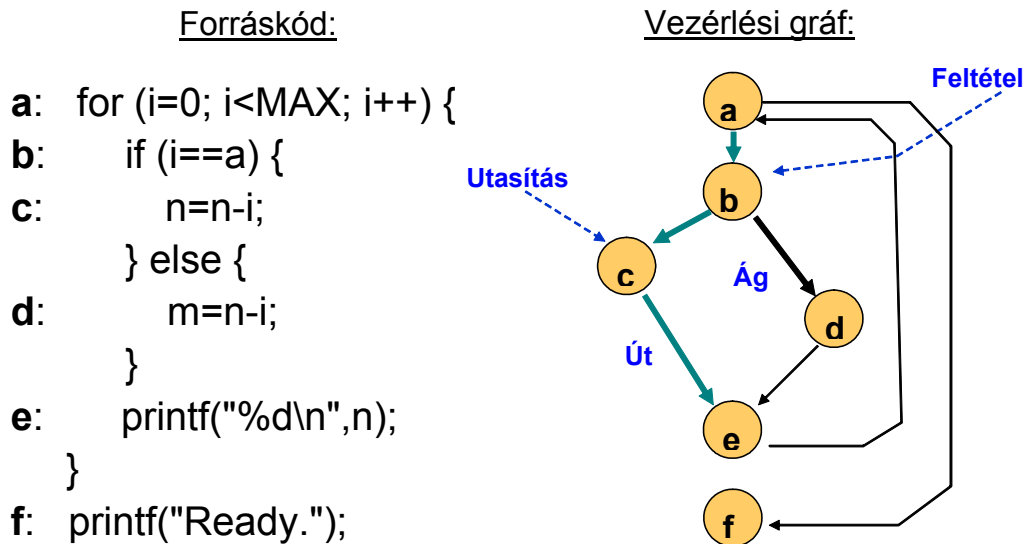 Forráskód:
a: for (i=0; i<MAX; i++) {
b: if (i==a) {
c: n=n-i;
} else {
d: m=n-i;
}
e: printf("%d\n",n);
}
f: printf("Ready.");
Vezérlési gráf:
Feltétel
a
Utasítás
b
c
Ág
d
Út
e
f